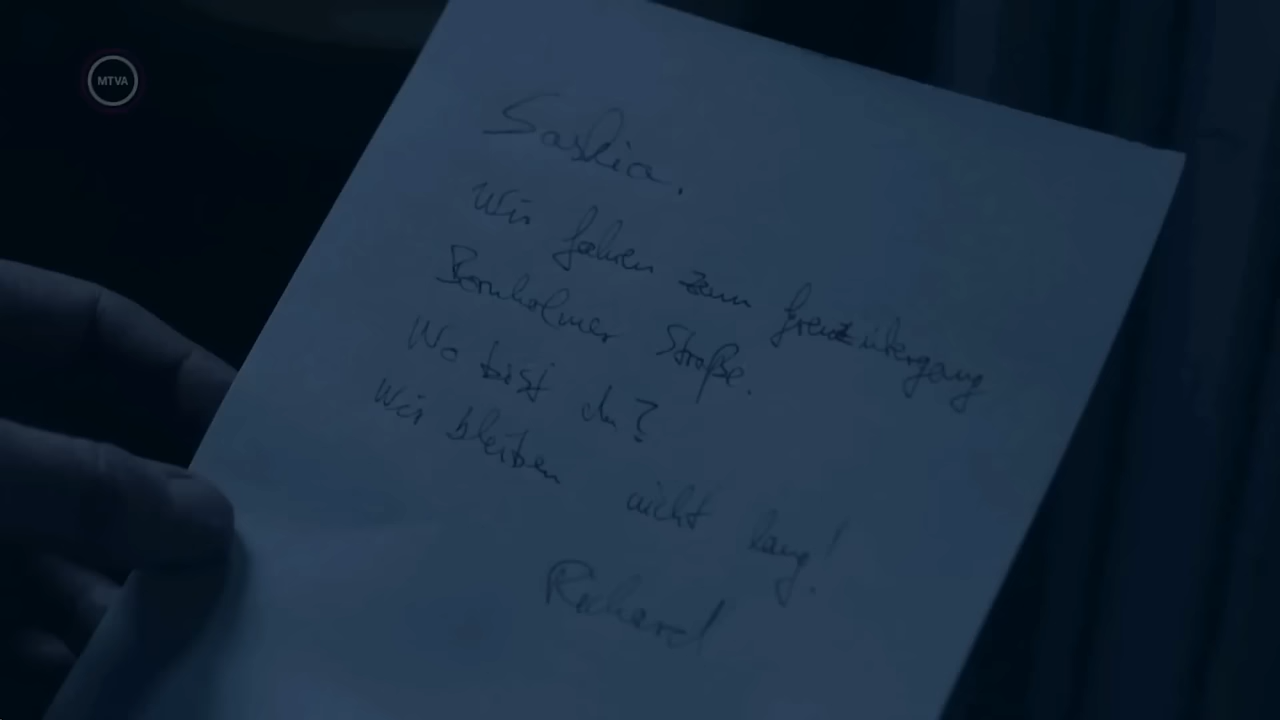 MTVA
Saskia,
Wir fahren zum Grenzübergang
Bornholmer Straße.
Wo bist du?
Wir bleiben nicht lang!
Richard